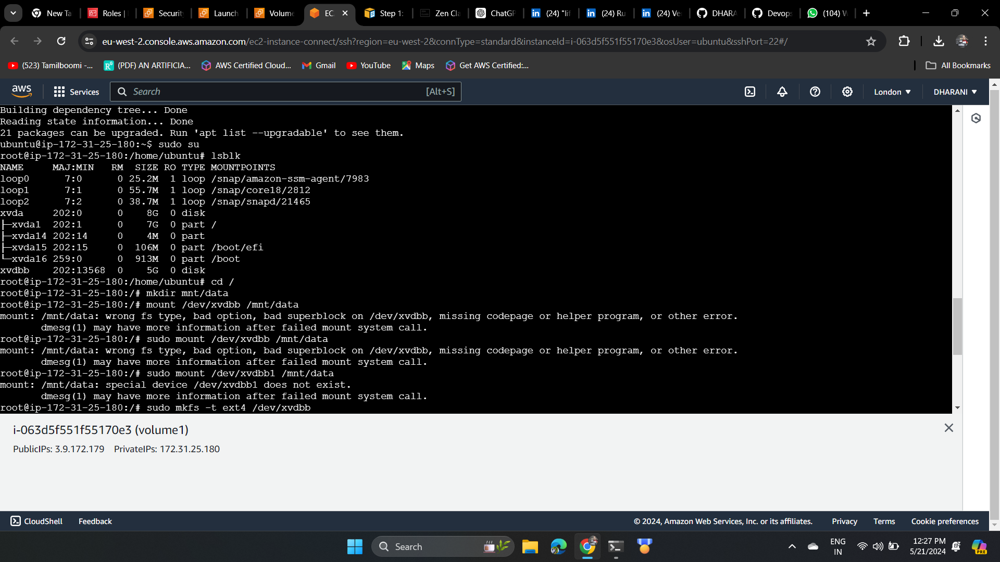 New Ta
Roles |
Securit
Launch
Volume
EC
Step 1:
Zen Cla
ChatGP
(24) "lif
(24) Ru
(24) Ve
DHARA
Devops
(104) W
eu-west-2.console.aws.amazon.com/ec2-instance-connect/ssh?region=eu-west-2&connType=standard&instanceId=i-063d5f551f55170e3&osUser=ubuntu&sshPort=22#/
(523) Tamilboomi -...
(PDF) AN ARTIFICIA...
AWS Certified Cloud...
Gmail
YouTube
Maps
Get AWS Certified:...
All Bookmarks
aws
Services
Search [Alt+S]
London
DHARANI
Building dependency tree... Done
Reading state information... Done
21 packages can be upgraded. Run 'apt list --upgradable' to see them.
ubuntu@ip-172-31-25-180:~$ sudo su
root@ip-172-31-25-180:/home/ubuntu# lsblk
NAME     MAJ:MIN   RM  SIZE RO TYPE MOUNTPOINTS
loop0      7:0      0 25.2M  1 loop /snap/amazon-ssm-agent/7983
loop1      7:1      0 55.7M  1 loop /snap/core18/2812
loop2      7:2      0 38.7M  1 loop /snap/snapd/21465
xvda     202:0      0    8G  0 disk
├─xvda1  202:1      0    7G  0 part /
├─xvda14 202:14     0    4M  0 part
├─xvda15 202:15     0  106M  0 part /boot/efi
└─xvda16 259:0      0  913M  0 part /boot
xvdbb    202:13568  0    5G  0 disk
root@ip-172-31-25-180:/home/ubuntu# cd /
root@ip-172-31-25-180:/# mkdir mnt/data
root@ip-172-31-25-180:/# mount /dev/xvdbb /mnt/data
mount: /mnt/data: wrong fs type, bad option, bad superblock on /dev/xvdbb, missing codepage or helper program, or other error.
       dmesg(1) may have more information after failed mount system call.
root@ip-172-31-25-180:/# sudo mount /dev/xvdbb /mnt/data
mount: /mnt/data: wrong fs type, bad option, bad superblock on /dev/xvdbb, missing codepage or helper program, or other error.
       dmesg(1) may have more information after failed mount system call.
root@ip-172-31-25-180:/# sudo mount /dev/xvdbb1 /mnt/data
mount: /mnt/data: special device /dev/xvdbb1 does not exist.
       dmesg(1) may have more information after failed mount system call.
root@ip-172-31-25-180:/# sudo mkfs -t ext4 /dev/xvdbb
i-063d5f551f55170e3 (volume1)
PublicIPs: 3.9.172.179 PrivateIPs: 172.31.25.180
CloudShell
Feedback
© 2024, Amazon Web Services, Inc. or its affiliates.
Privacy
Terms
Cookie preferences
Search
ENG
IN
12:27 PM
5/21/2024
PRE